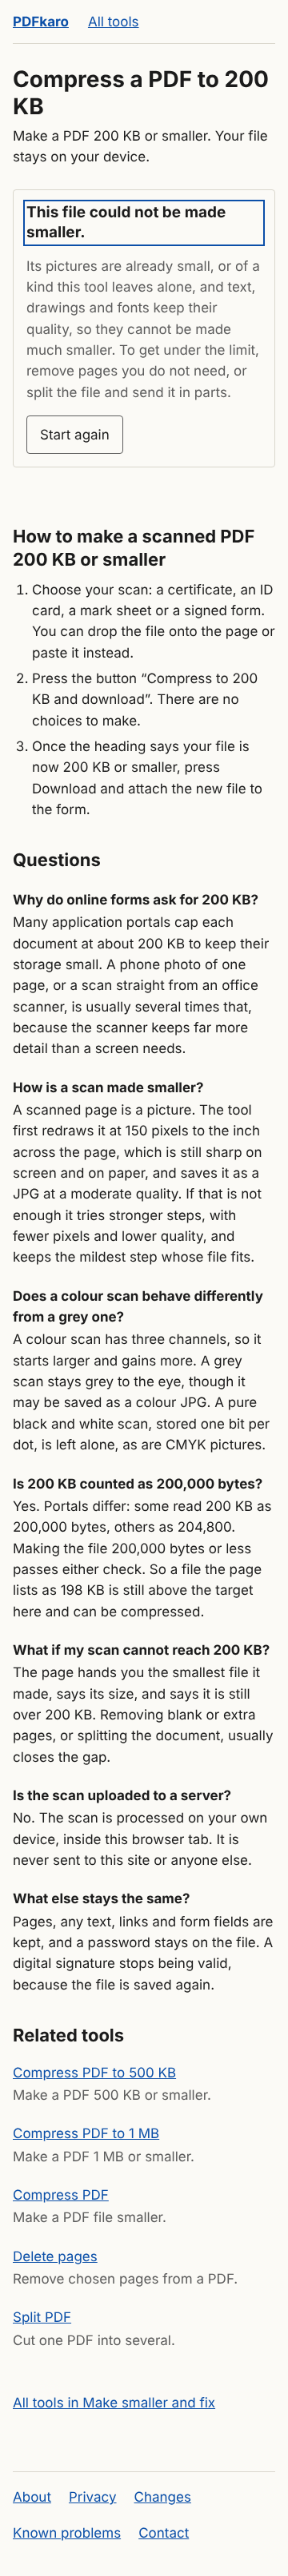 PDFkaro All tools
Compress a PDF to 200
KB
Make a PDF 200 KB or smaller. Your file
stays on your device.
This file could not be made
smaller.
Its pictures are already small, or of a
kind this tool leaves alone, and text,
drawings and fonts keep their
quality, so they cannot be made
much smaller. To get under the limit,
remove pages you do not need, or
split the file and send it in parts.
Start again
How to make a scanned PDF
200 KB or smaller
1. Choose your scan: a certificate, an ID
card, a mark sheet or a signed form.
You can drop the file onto the page or
paste it instead.
2. Press the button “Compress to 200
KB and download”. There are no
choices to make.
3. Once the heading says your file is
now 200 KB or smaller, press
Download and attach the new file to
the form.
Questions
Why do online forms ask for 200 KB?
Many application portals cap each
document at about 200 KB to keep their
storage small. A phone photo of one
page, or a scan straight from an office
scanner, is usually several times that,
because the scanner keeps far more
detail than a screen needs.
How is a scan made smaller?
A scanned page is a picture. The tool
first redraws it at 150 pixels to the inch
across the page, which is still sharp on
screen and on paper, and saves it as a
JPG at a moderate quality. If that is not
enough it tries stronger steps, with
fewer pixels and lower quality, and
keeps the mildest step whose file fits.
Does a colour scan behave differently
from a grey one?
A colour scan has three channels, so it
starts larger and gains more. A grey
scan stays grey to the eye, though it
may be saved as a colour JPG. A pure
black and white scan, stored one bit per
dot, is left alone, as are CMYK pictures.
Is 200 KB counted as 200,000 bytes?
Yes. Portals differ: some read 200 KB as
200,000 bytes, others as 204,800.
Making the file 200,000 bytes or less
passes either check. So a file the page
lists as 198 KB is still above the target
here and can be compressed.
What if my scan cannot reach 200 KB?
The page hands you the smallest file it
made, says its size, and says it is still
over 200 KB. Removing blank or extra
pages, or splitting the document, usually
closes the gap.
Is the scan uploaded to a server?
No. The scan is processed on your own
device, inside this browser tab. It is
never sent to this site or anyone else.
What else stays the same?
Pages, any text, links and form fields are
kept, and a password stays on the file. A
digital signature stops being valid,
because the file is saved again.
Related tools
Compress PDF to 500 KB
Make a PDF 500 KB or smaller.
Compress PDF to 1 MB
Make a PDF 1 MB or smaller.
Compress PDF
Make a PDF file smaller.
Delete pages
Remove chosen pages from a PDF.
Split PDF
Cut one PDF into several.
All tools in Make smaller and fix
About Privacy Changes
Known problems Contact